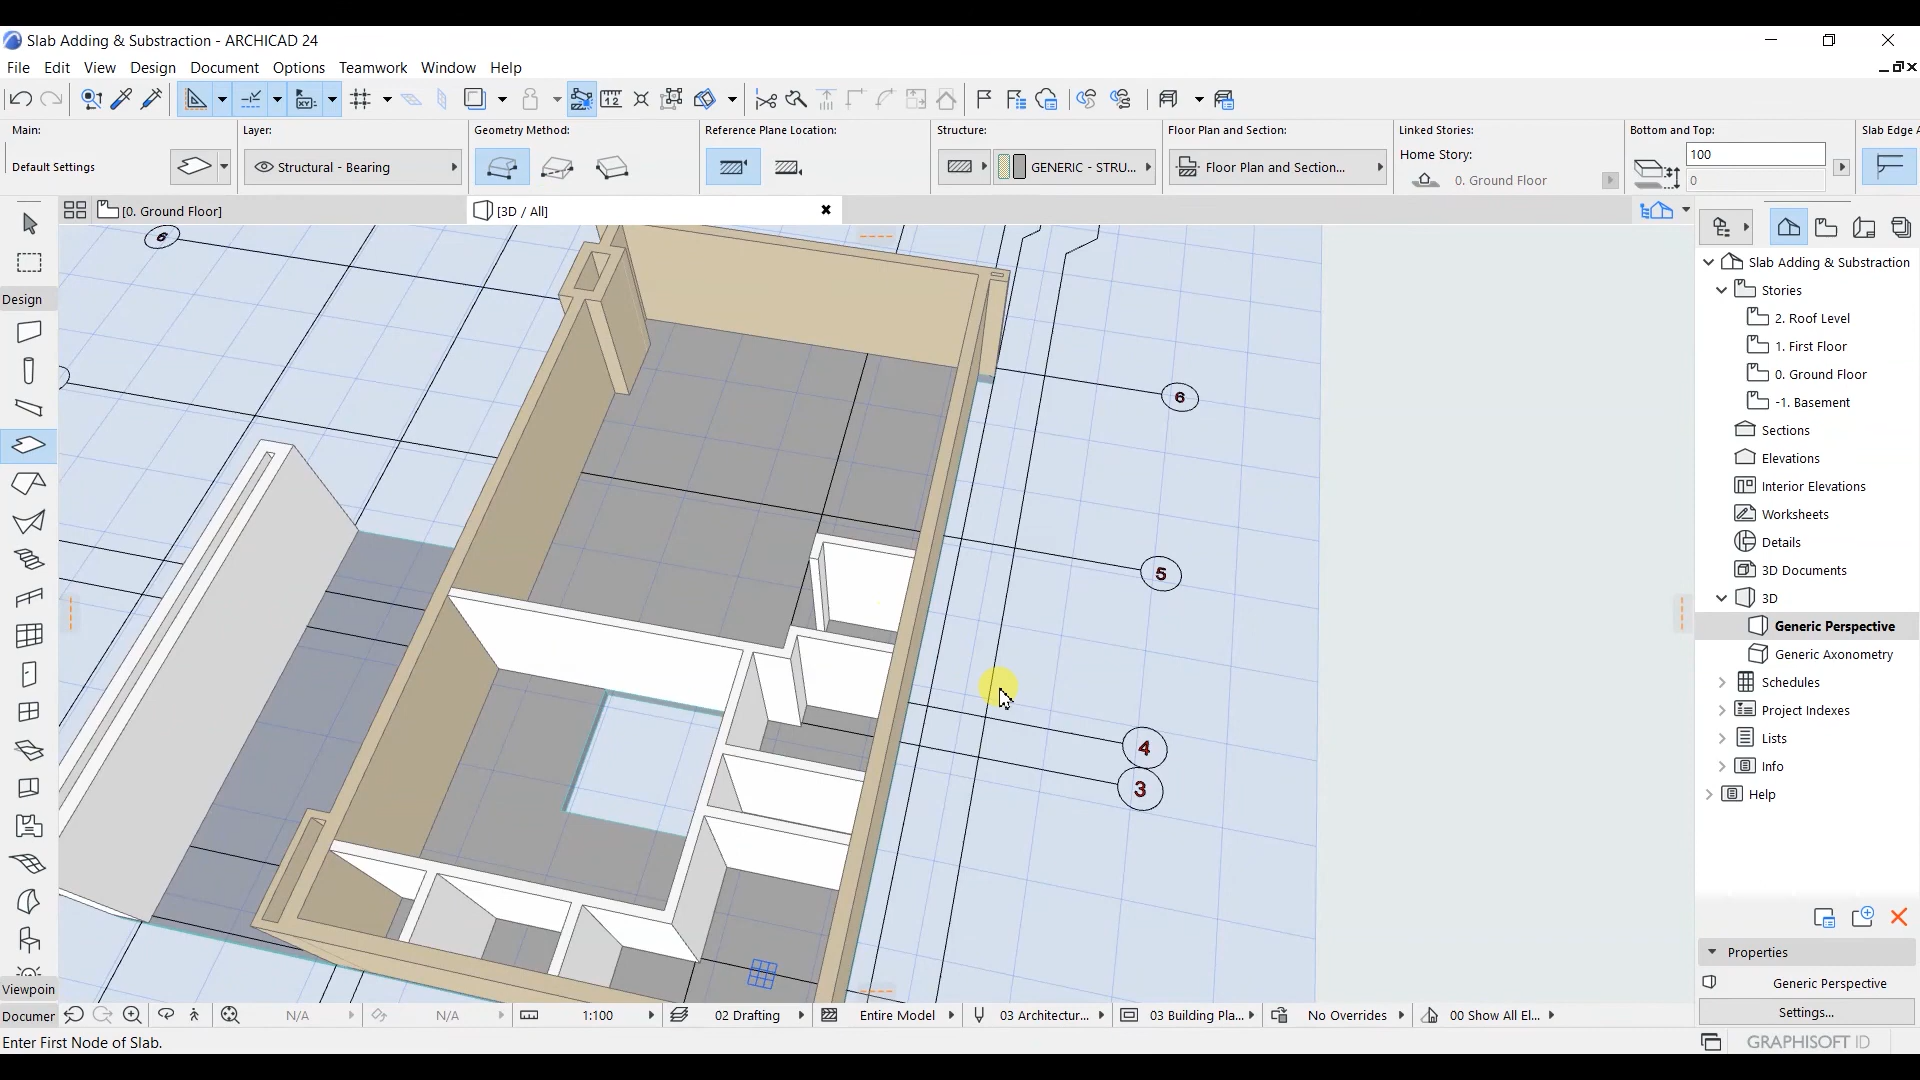 Slab Adding & Substraction - ARCHICAD 24
File Edit View Design Document Options Teamwork Window Help
Main: Layer: Geometry Method: Reference Plane Location: Structure: Floor Plan and Section: Linked Stories: Bottom and Top: Slab Edge A
Home Story: 100
Default Settings Structural - Bearing GENERIC - STRU... Floor Plan and Section... 0. Ground Floor 0
[0. Ground Floor] [3D / All]
Design
Viewpoin
Documer
6
6
5
4
3
Slab Adding & Substraction
Stories
2. Roof Level
1. First Floor
0. Ground Floor
-1. Basement
Sections
Elevations
Interior Elevations
Worksheets
Details
3D Documents
3D
Generic Perspective
Generic Axonometry
Schedules
Project Indexes
Lists
Info
Help
Properties
Generic Perspective
Settings...
N/A N/A 1:100 02 Drafting Entire Model 03 Architectur... 03 Building Pla... No Overrides 00 Show All El...
Enter First Node of Slab.
GRAPHISOFT ID